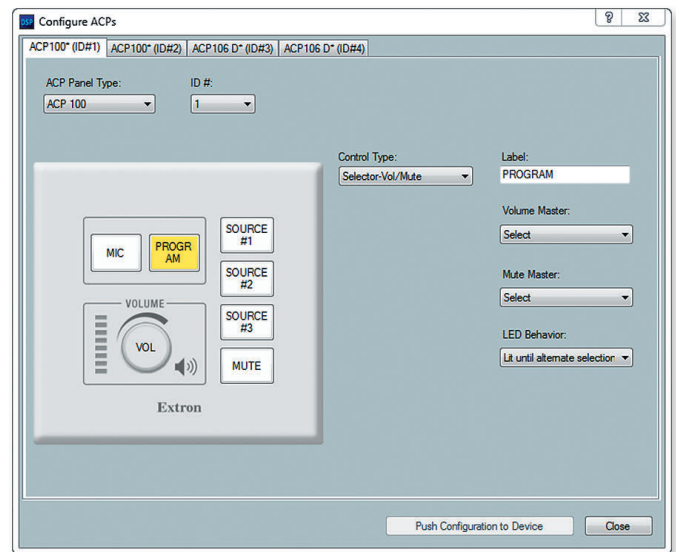 DSP Configure ACPs
ACP100* (ID#1) ACP100* (ID#2) ACP106 D* (ID#3) ACP106 D* (ID#4)
ACP Panel Type: ID #:
ACP 100 1
Control Type: Label:
Selector-Vol/Mute PROGRAM
Volume Master:
Select
Mute Master:
Select
LED Behavior:
Lit until alternate selection
MIC
PROGR
AM
SOURCE
#1
SOURCE
#2
SOURCE
#3
MUTE
VOLUME
VOL
Extron
Push Configuration to Device Close